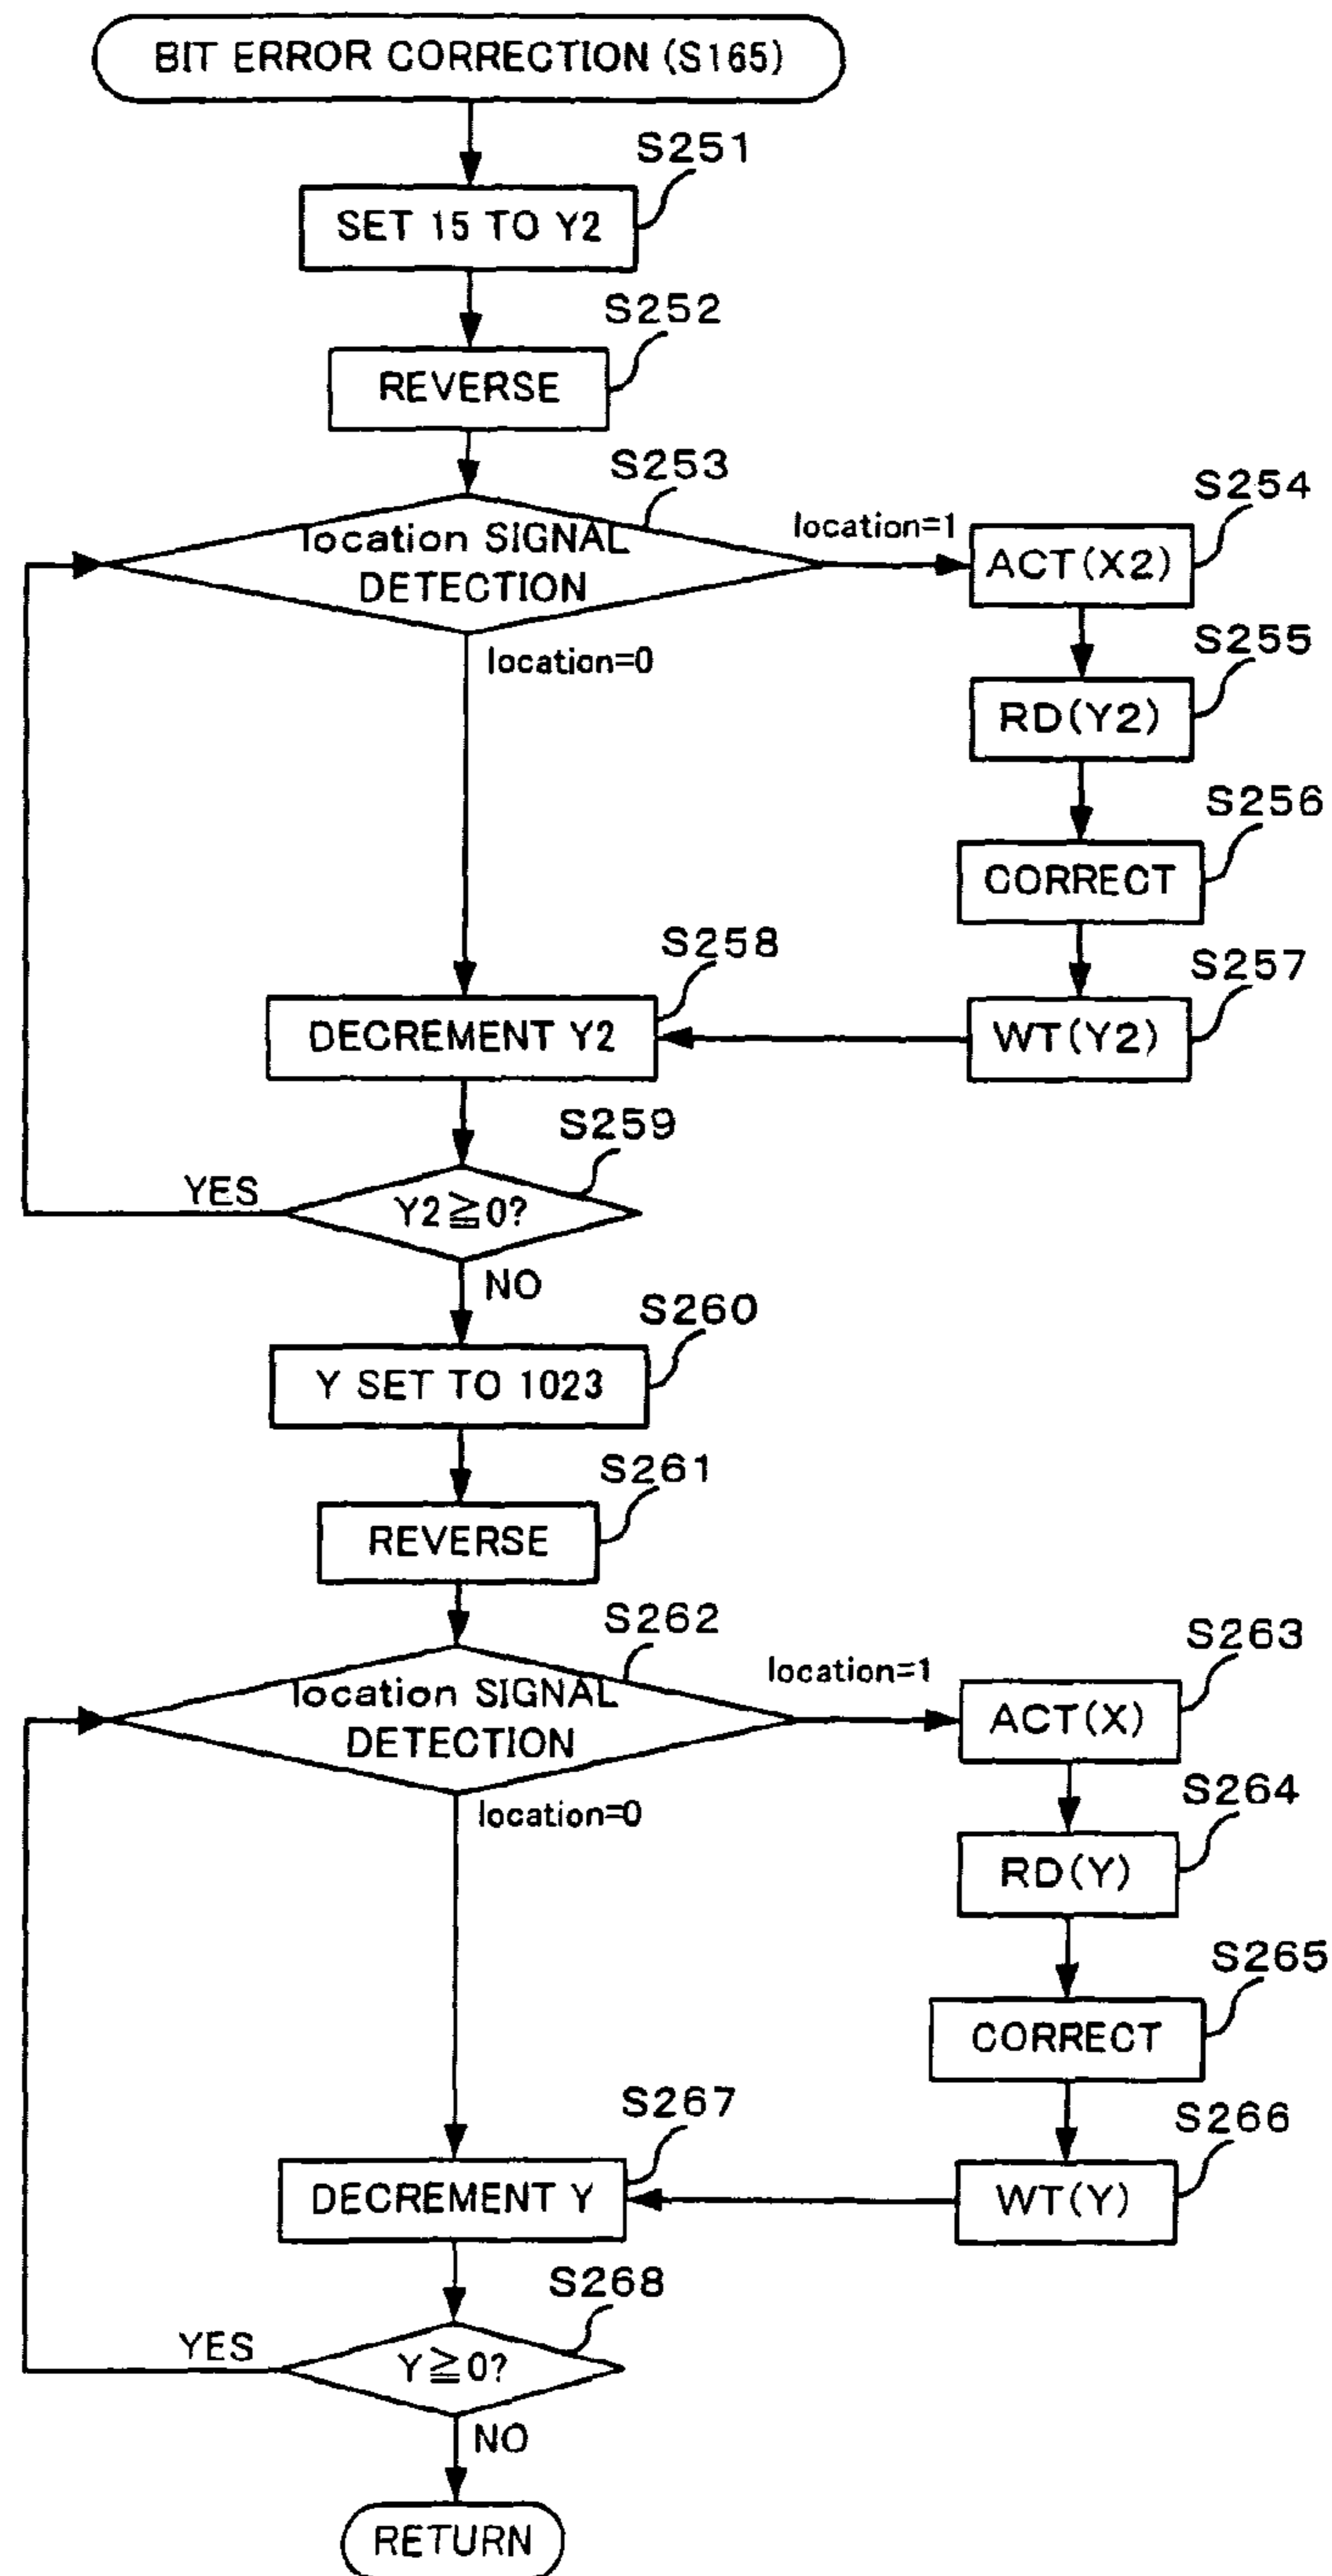 BIT ERROR CORRECTION (S165)
S251
SET 15 TO Y2
S252
REVERSE
S253
location SIGNAL
DETECTION
location=1
S254
ACT(X2)
location=0
S255
RD(Y2)
S256
CORRECT
S257
WT(Y2)
S258
DECREMENT Y2
S259
YES
Y2≧0?
NO
S260
Y SET TO 1023
S261
REVERSE
S262
location SIGNAL
DETECTION
location=1
S263
ACT(X)
location=0
S264
RD(Y)
S265
CORRECT
S266
WT(Y)
S267
DECREMENT Y
S268
YES
Y≧0?
NO
RETURN